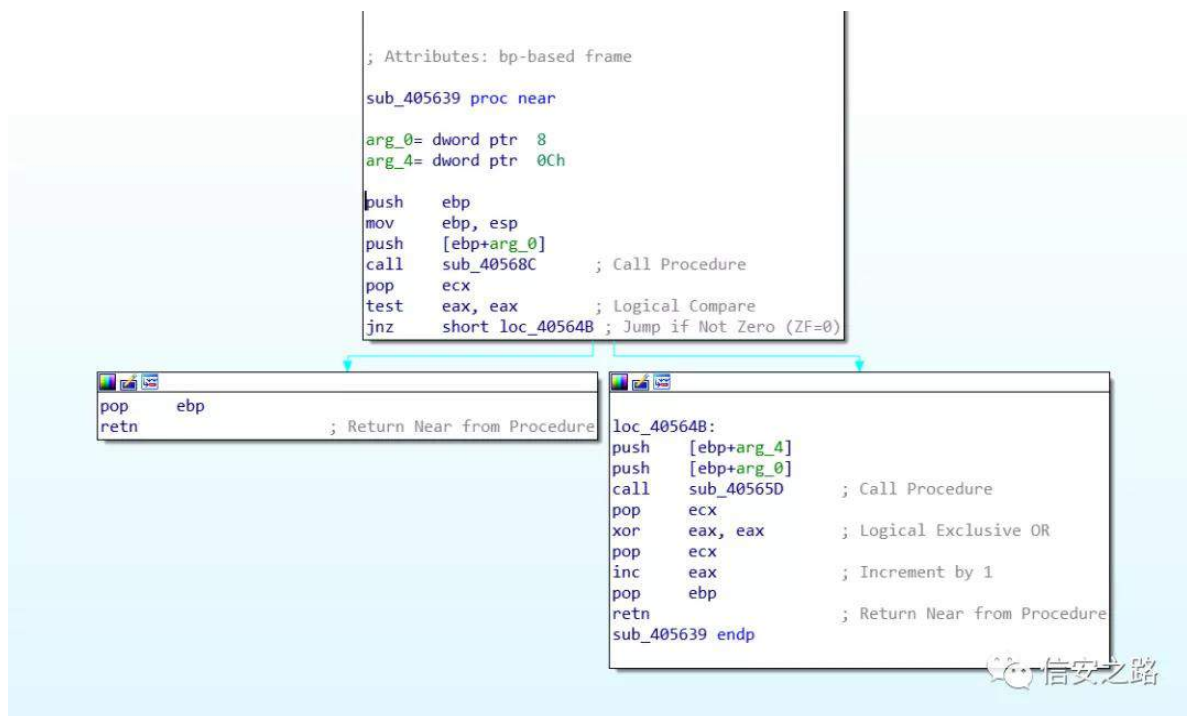 ; Attributes: bp-based frame
sub_405639 proc near
arg_0= dword ptr  8
arg_4= dword ptr  0Ch
push    ebp
mov     ebp, esp
push    [ebp+arg_0]
call    sub_40568C      ; Call Procedure
pop     ecx
test    eax, eax        ; Logical Compare
jnz     short loc_40564B ; Jump if Not Zero (ZF=0)
pop     ebp
retn                    ; Return Near from Procedure
loc_40564B:
push    [ebp+arg_4]
push    [ebp+arg_0]
call    sub_40565D      ; Call Procedure
pop     ecx
xor     eax, eax        ; Logical Exclusive OR
pop     ecx
inc     eax             ; Increment by 1
pop     ebp
retn                    ; Return Near from Procedure
sub_405639 endp
信安之路